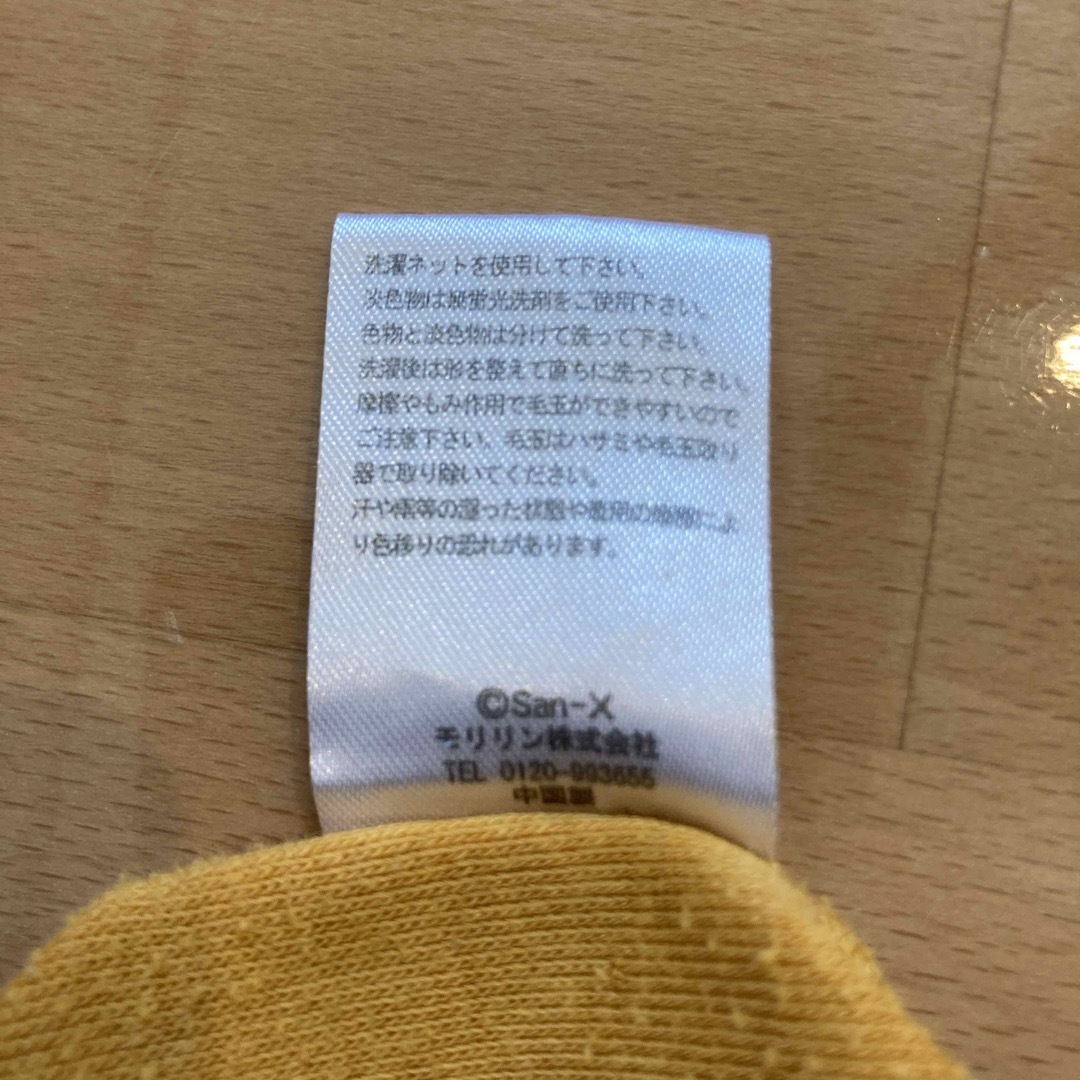 洗濯ネットを使用して下さい。
淡色物は無蛍光洗剤をご使用下さい。
色物と淡色物は分けて洗って下さい。
洗濯後は形を整えて直ちに洗って下さい。
摩擦やもみ作用で毛玉ができやすいので
ご注意下さい。毛玉はハサミや毛玉取り
器で取り除いてください。
汗や雨等の湿った状態や着用の摩擦により
色移りの恐れがあります。
©San-X
モリリン株式会社
TEL 0120-993655
中国製